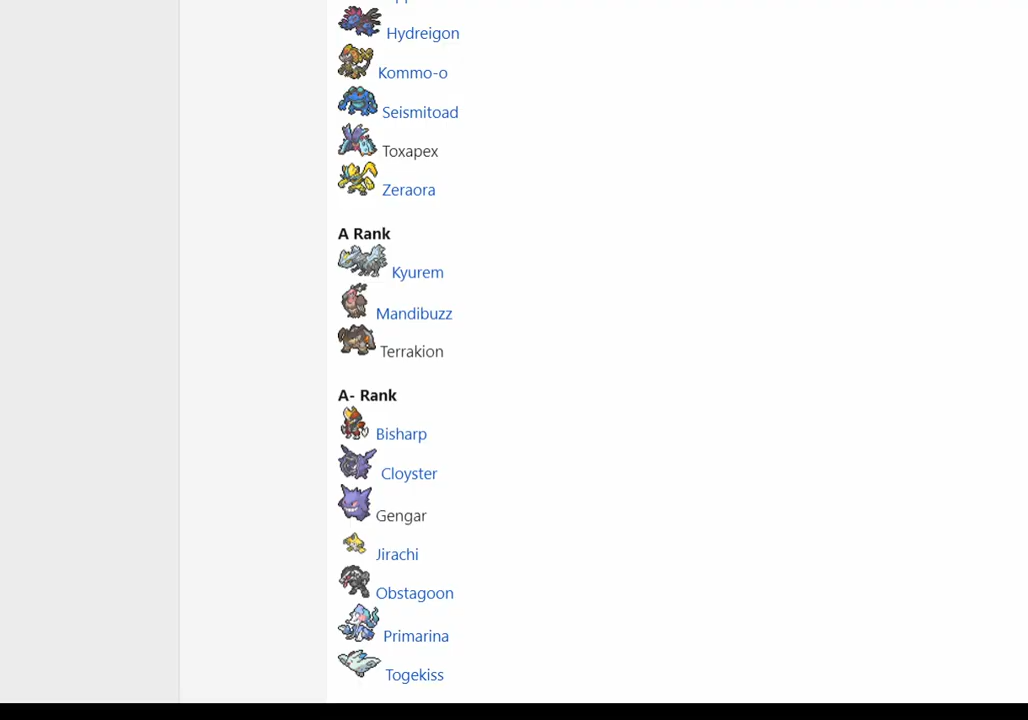 Hydreigon
Kommo-o
Seismitoad
Toxapex
Zeraora
A Rank
Kyurem
Mandibuzz
Terrakion
A- Rank
Bisharp
Cloyster
Gengar
Jirachi
Obstagoon
Primarina
Togekiss